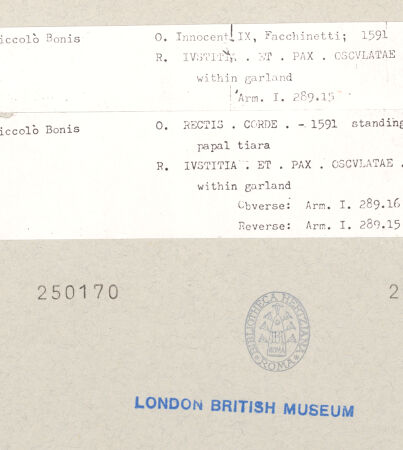 iccolò Bonis O. Innocent IX, Facchinetti; 1591
R. IVSTITIA . ET . PAX . OSCVLATAE
within garland
Arm. I. 289.15
iccolò Bonis O. RECTIS . CORDE . - 1591 standing
papal tiara
R. IVSTITIA . ET . PAX . OSCVLATAE .
within garland
Obverse: Arm. I. 289.16
Reverse: Arm. I. 289.15
250170 2
BIBLIOTHECA HERTZIANA
ROMA
ROMA
LONDON BRITISH MUSEUM